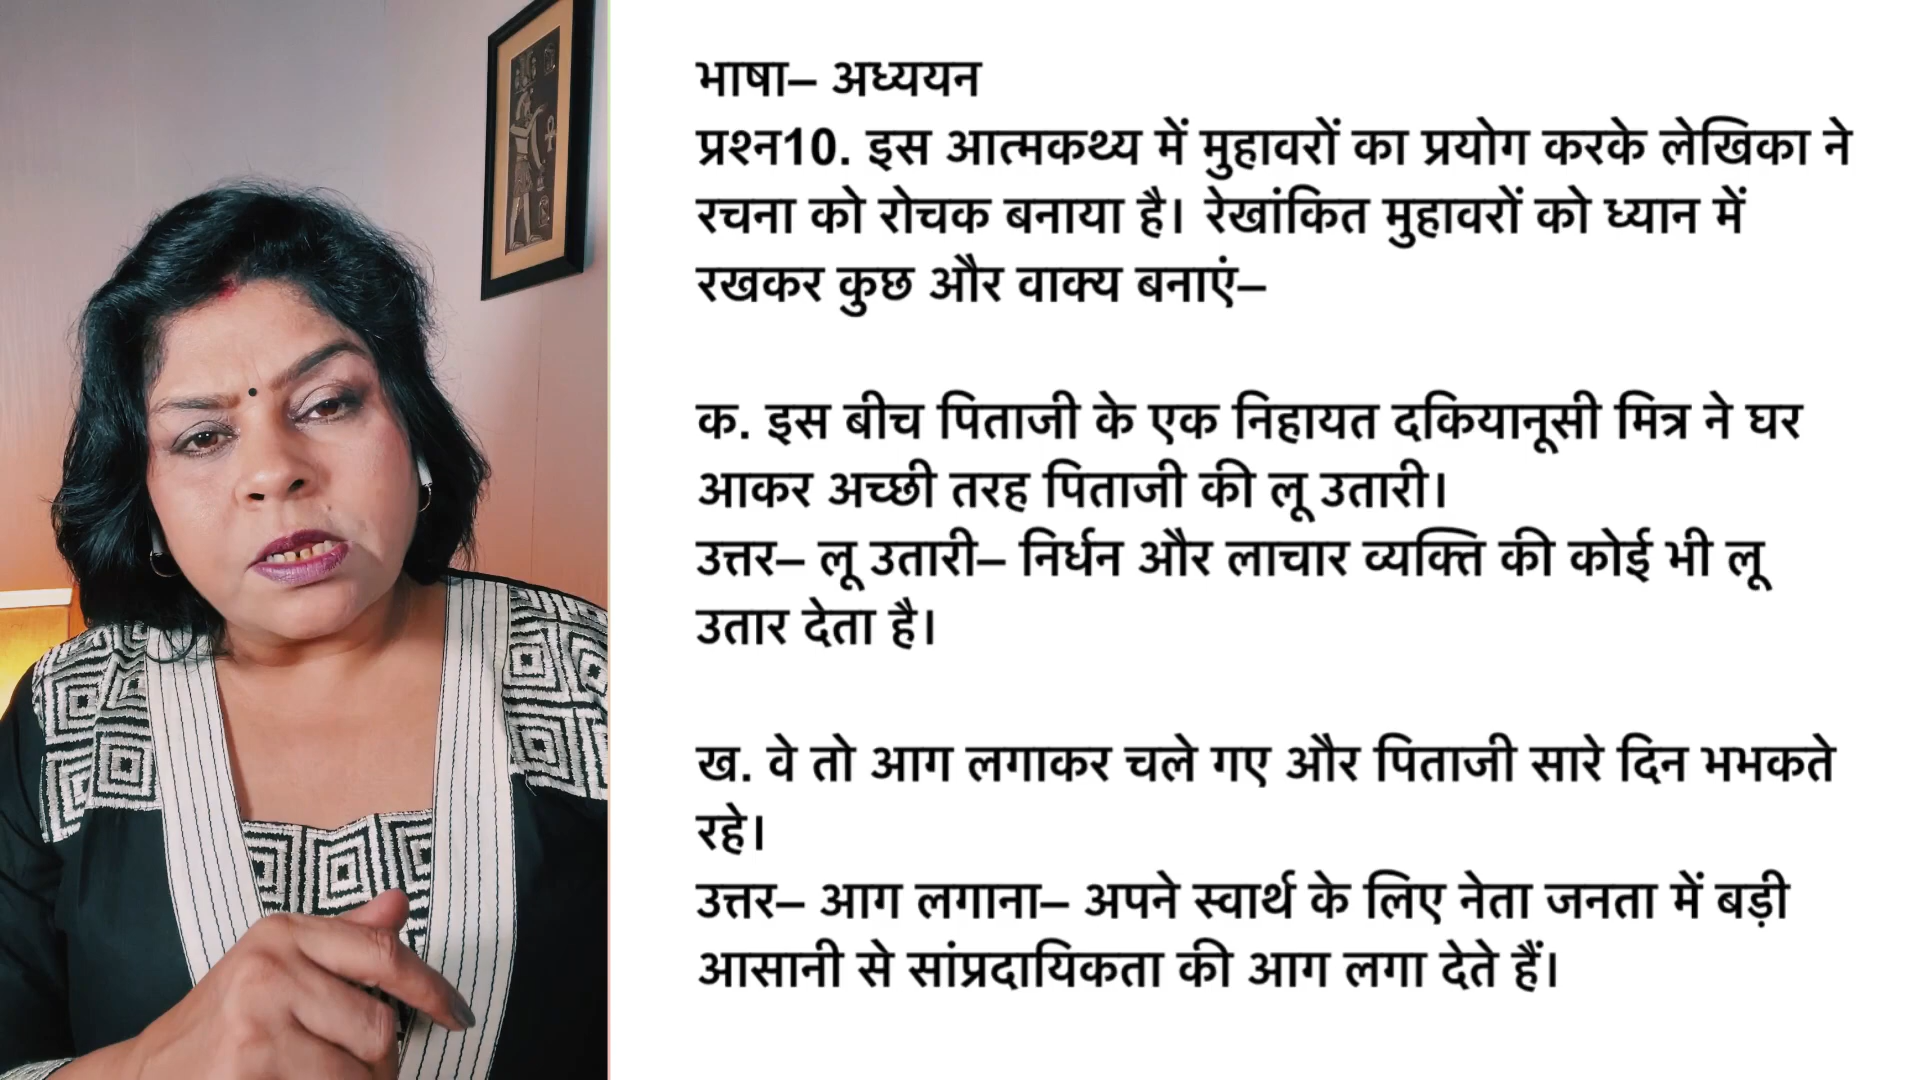 भाषा– अध्ययन
प्रश्न10. इस आत्मकथ्य में मुहावरों का प्रयोग करके लेखिका ने
रचना को रोचक बनाया है। रेखांकित मुहावरों को ध्यान में
रखकर कुछ और वाक्य बनाएं–
क. इस बीच पिताजी के एक निहायत दकियानूसी मित्र ने घर
आकर अच्छी तरह पिताजी की लू उतारी।
उत्तर– लू उतारी– निर्धन और लाचार व्यक्ति की कोई भी लू
उतार देता है।
ख. वे तो आग लगाकर चले गए और पिताजी सारे दिन भभकते
रहे।
उत्तर– आग लगाना– अपने स्वार्थ के लिए नेता जनता में बड़ी
आसानी से सांप्रदायिकता की आग लगा देते हैं।